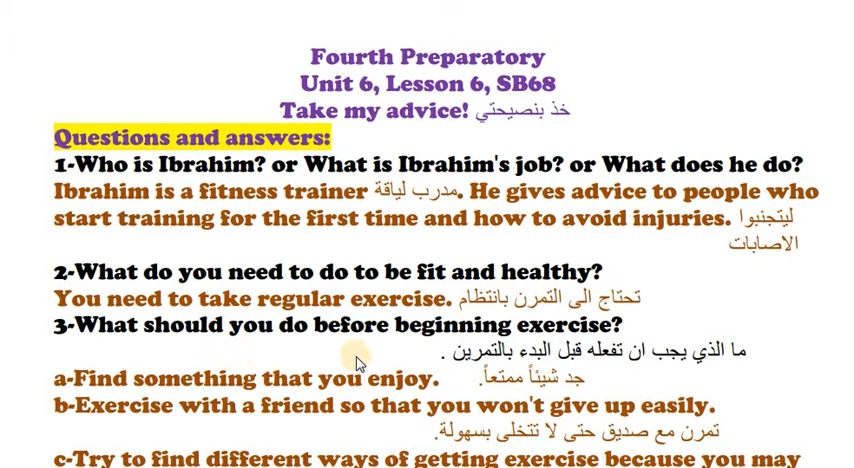 Fourth Preparatory
Unit 6, Lesson 6, SB68
Take my advice! خذ بنصيحتي
Questions and answers:
1-Who is Ibrahim? or What is Ibrahim's job? or What does he do?
Ibrahim is a fitness trainer مدرب لياقة. He gives advice to people who
start training for the first time and how to avoid injuries. ليتجنبوا
الاصابات
2-What do you need to do to be fit and healthy?
You need to take regular exercise. تحتاج الى التمرن بانتظام
3-What should you do before beginning exercise?
ما الذي يجب ان تفعله قبل البدء بالتمرين .
a-Find something that you enjoy. جد شيئاً ممتعاً.
b-Exercise with a friend so that you won't give up easily.
تمرن مع صديق حتى لا تتخلى بسهولة.
c-Try to find different ways of getting exercise because you may